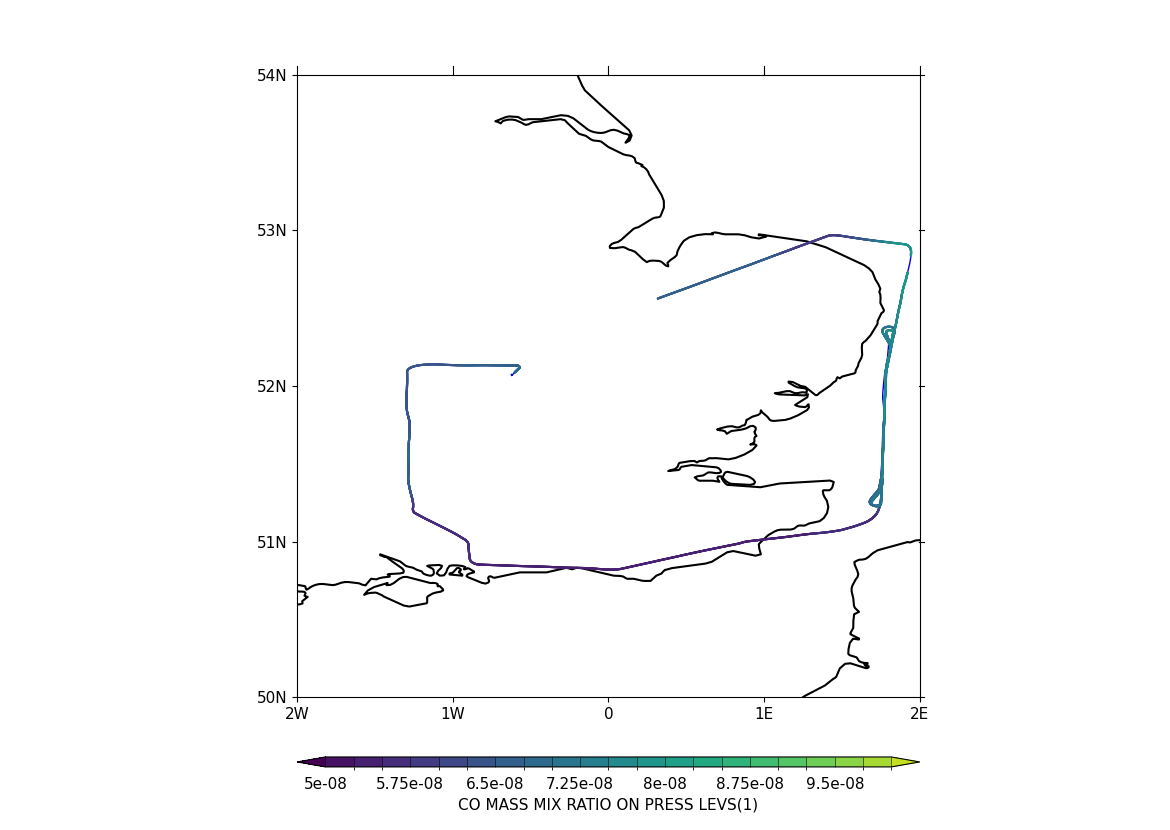 54N
53N
52N
51N
50N
2W 1W 0 1E 2E
5e-08 5.75e-08 6.5e-08 7.25e-08 8e-08 8.75e-08 9.5e-08
CO MASS MIX RATIO ON PRESS LEVS(1)